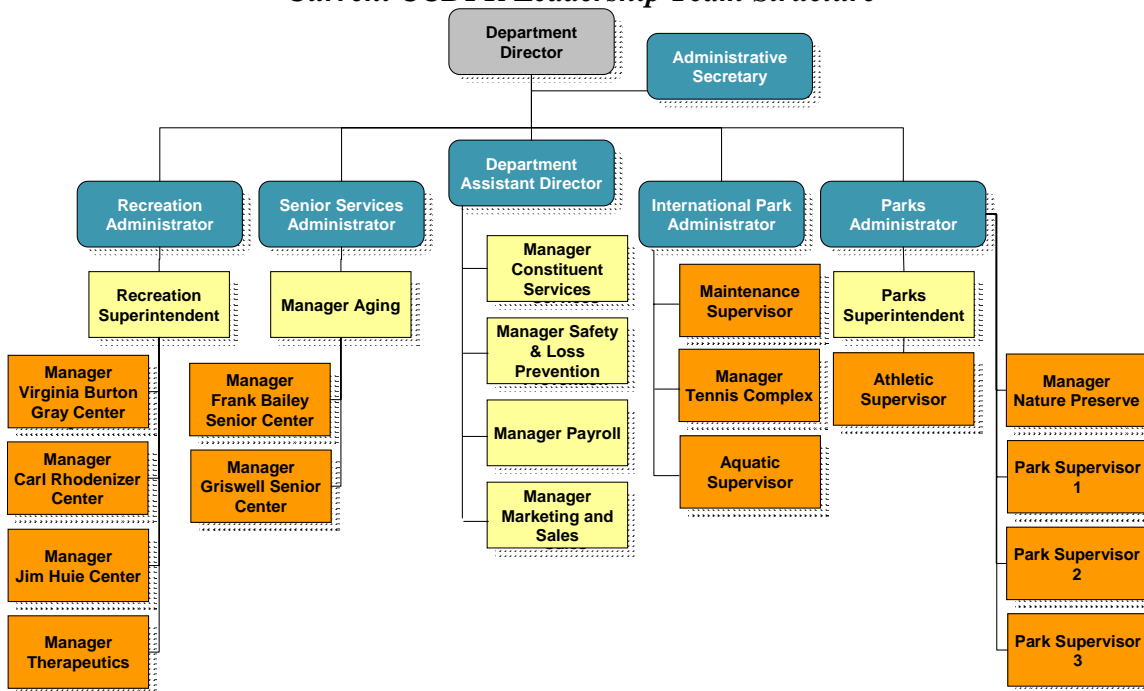 Department
Director
Administrative
Secretary
Recreation
Administrator
Senior Services
Administrator
Department
Assistant Director
International Park
Administrator
Parks
Administrator
Recreation
Superintendent
Manager
Virginia Burton
Gray Center
Manager
Carl Rhodenizer
Center
Manager
Jim Huie Center
Manager
Therapeutics
Manager Aging
Manager
Frank Bailey
Senior Center
Manager
Griswell Senior
Center
Manager
Constituent
Services
Manager Safety
& Loss
Prevention
Manager Payroll
Manager
Marketing and
Sales
Maintenance
Supervisor
Manager
Tennis Complex
Aquatic
Supervisor
Parks
Superintendent
Athletic
Supervisor
Manager
Nature Preserve
Park Supervisor
1
Park Supervisor
2
Park Supervisor
3